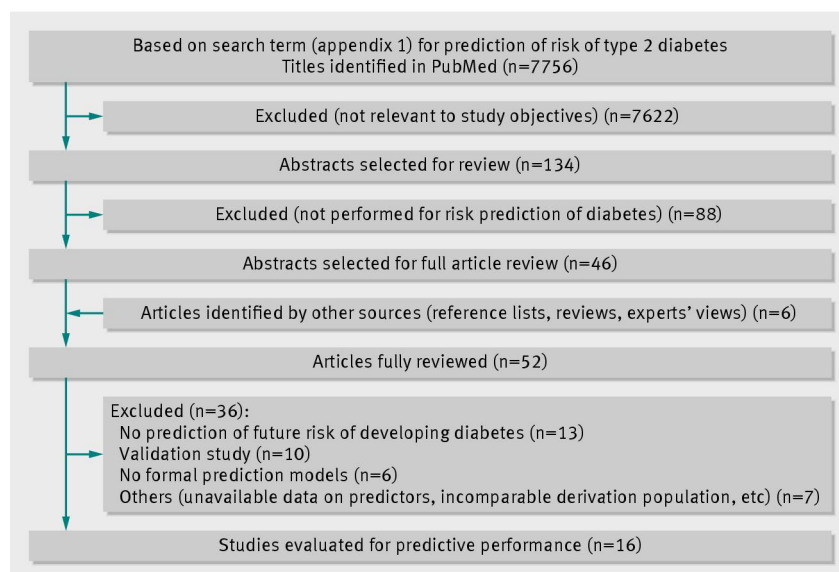 Based on search term (appendix 1) for prediction of risk of type 2 diabetes
Titles identified in PubMed (n=7756)
Excluded (not relevant to study objectives) (n=7622)
Abstracts selected for review (n=134)
Excluded (not performed for risk prediction of diabetes) (n=88)
Abstracts selected for full article review (n=46)
Articles identified by other sources (reference lists, reviews, experts’ views) (n=6)
Articles fully reviewed (n=52)
Excluded (n=36):
No prediction of future risk of developing diabetes (n=13)
Validation study (n=10)
No formal prediction models (n=6)
Others (unavailable data on predictors, incomparable derivation population, etc) (n=7)
Studies evaluated for predictive performance (n=16)